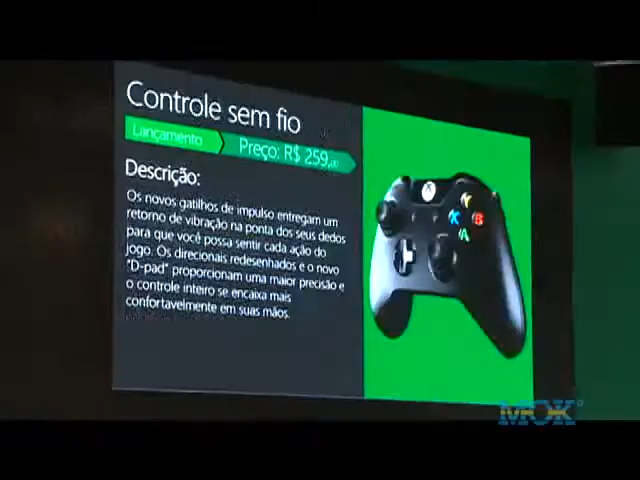 Controle sem fio
Lançamento Preço: R$ 259,00
Descrição:
Os novos gatilhos de impulso entregam um
retorno de vibração na ponta dos seus dedos
para que você possa sentir cada ação do
jogo. Os direcionais redesenhados e o novo
"D-pad" proporcionam uma maior precisão e
o controle inteiro se encaixa mais
confortavelmente em suas mãos.
Y
X B
A
MOK